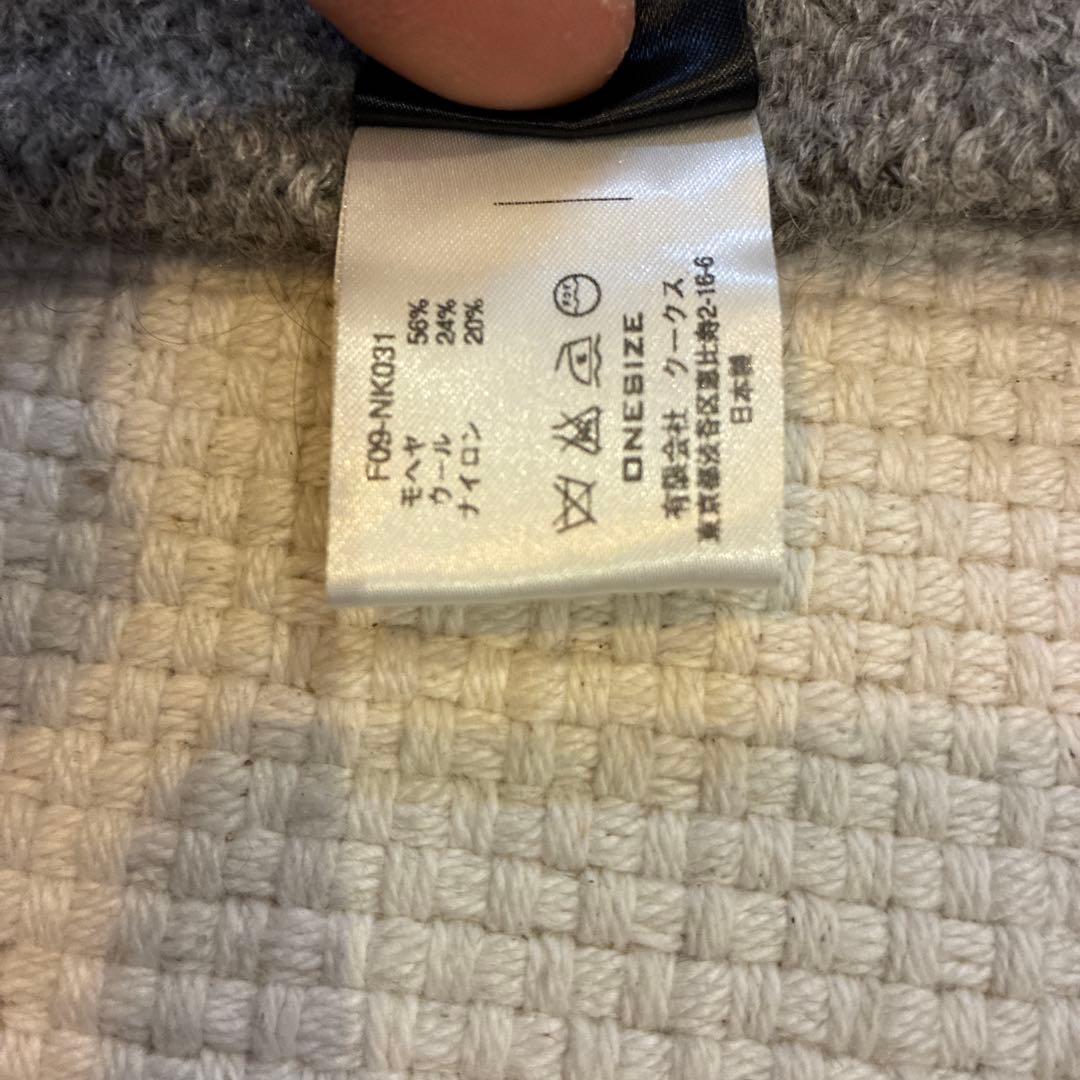 F09-NK031
モヘヤ 56%
ウール 24%
ナイロン 20%
ONESIZE
有限会社 クークス
東京都渋谷区恵比寿2-16-6
日本製